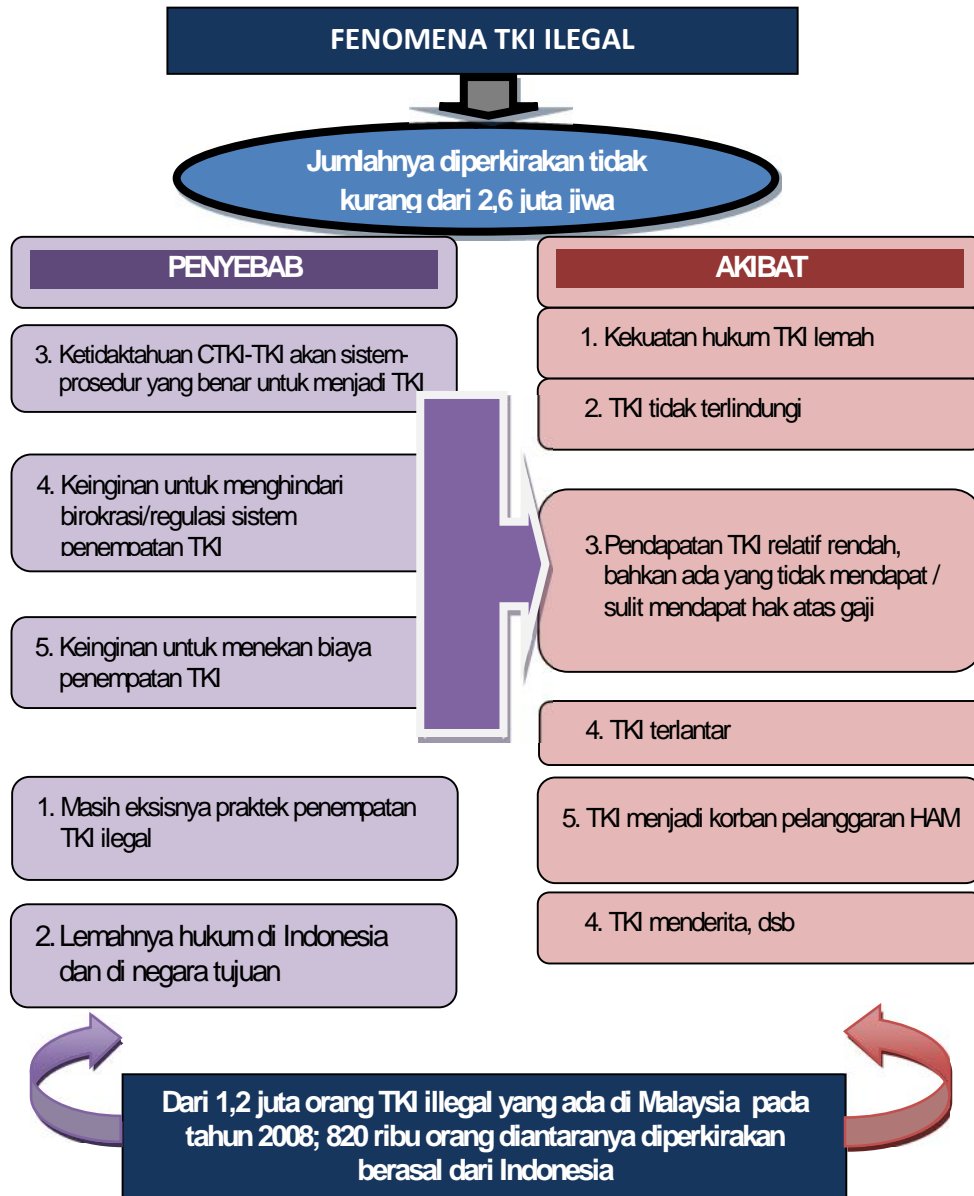 FENOMENA TKI ILEGAL
Jumlahnya diperkirakan tidak
kurang dari 2,6 juta jiwa
PENYEBAB
3. Ketidaktahuan CTKI-TKI akan sistem-
prosedur yang benar untuk menjadi TKI
4. Keinginan untuk menghindari
birokrasi/regulasi sistem
penempatan TKI
5. Keinginan untuk menekan biaya
penempatan TKI
1. Masih eksisnya praktek penempatan
TKI ilegal
2. Lemahnya hukum di Indonesia
dan di negara tujuan
AKIBAT
1. Kekuatan hukum TKI lemah
2. TKI tidak terlindungi
3.Pendapatan TKI relatif rendah,
bahkan ada yang tidak mendapat /
sulit mendapat hak atas gaji
4. TKI terlantar
5. TKI menjadi korban pelanggaran HAM
4. TKI menderita, dsb
Dari 1,2 juta orang TKI illegal yang ada di Malaysia pada
tahun 2008; 820 ribu orang diantaranya diperkirakan
berasal dari Indonesia